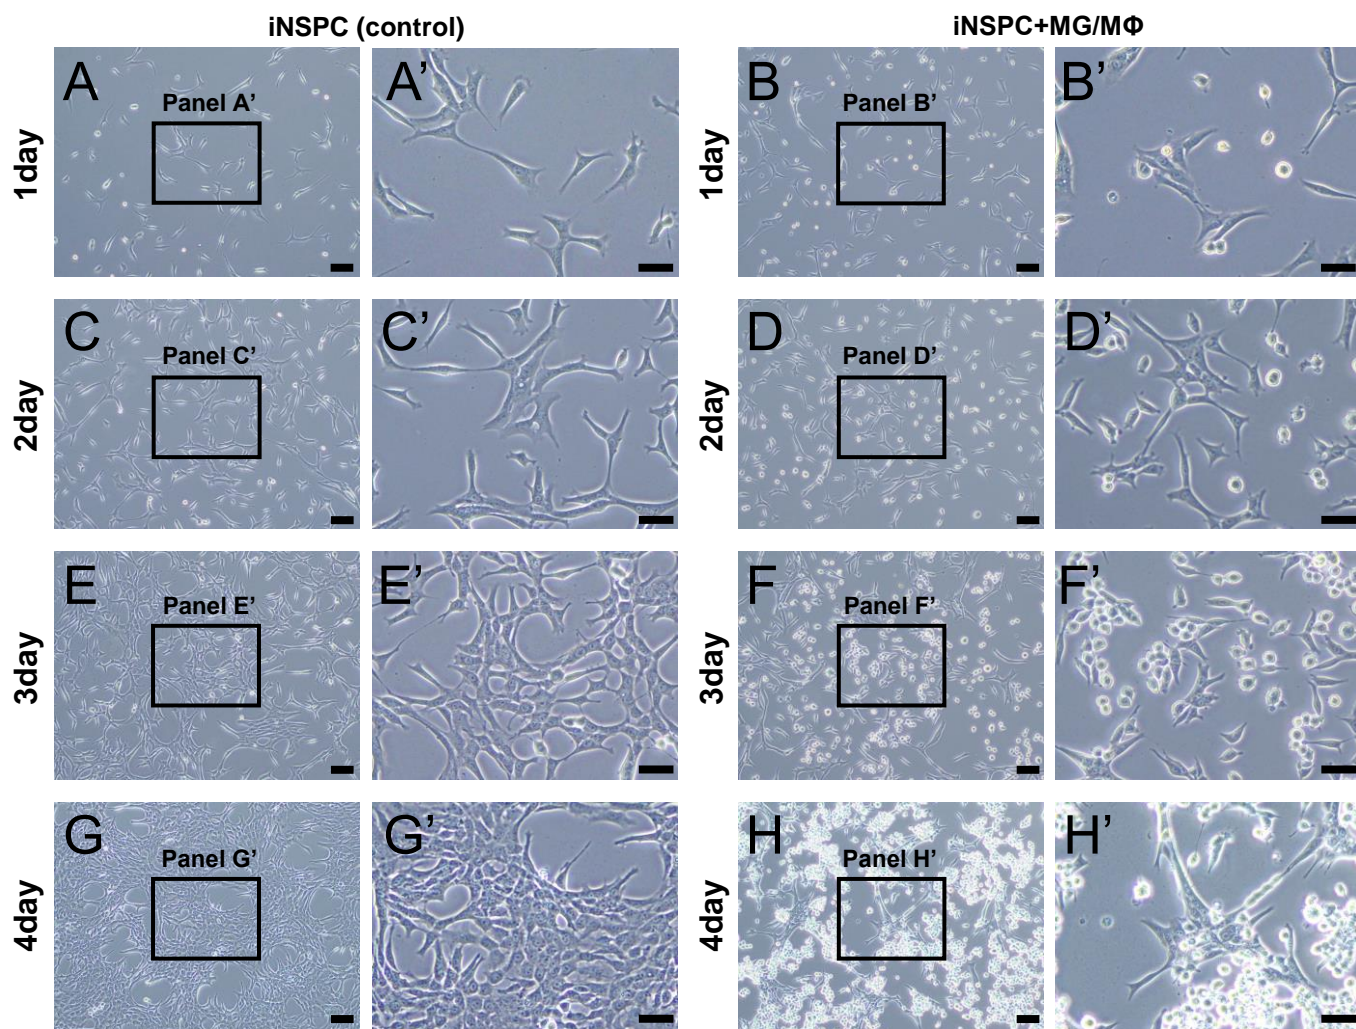 iNSPC (control)
iNSPC+MG/MΦ
1day
A
Panel A’
A’
1day
B
Panel B’
B’
2day
C
Panel C’
C’
2day
D
Panel D’
D’
3day
E
Panel E’
E’
3day
F
Panel F’
F’
4day
G
Panel G’
G’
4day
H
Panel H’
H’